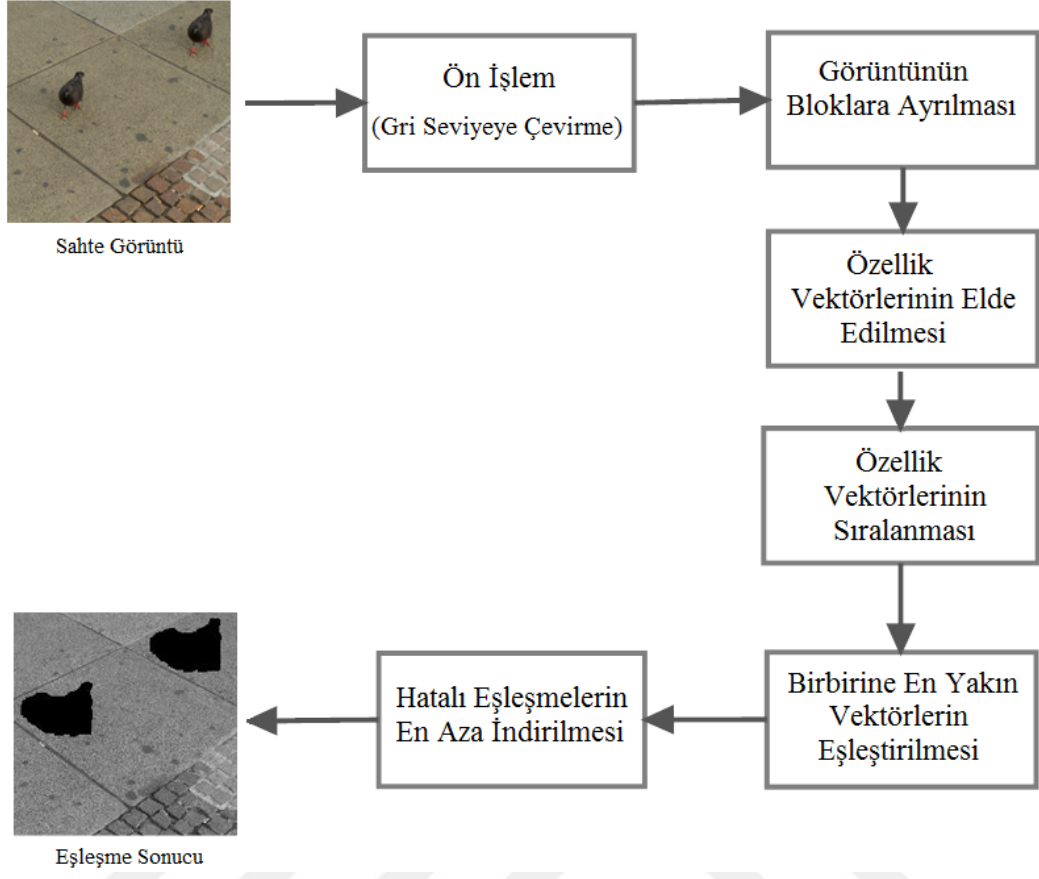 Sahte Görüntü
Ön İşlem
(Gri Seviyeye Çevirme)
Görüntünün
Bloklara Ayrılması
Özellik
Vektörlerinin Elde
Edilmesi
Özellik
Vektörlerinin
Sıralanması
Birbirine En Yakın
Vektörlerin
Eşleştirilmesi
Hatalı Eşleşmelerin
En Aza İndirilmesi
Eşleşme Sonucu